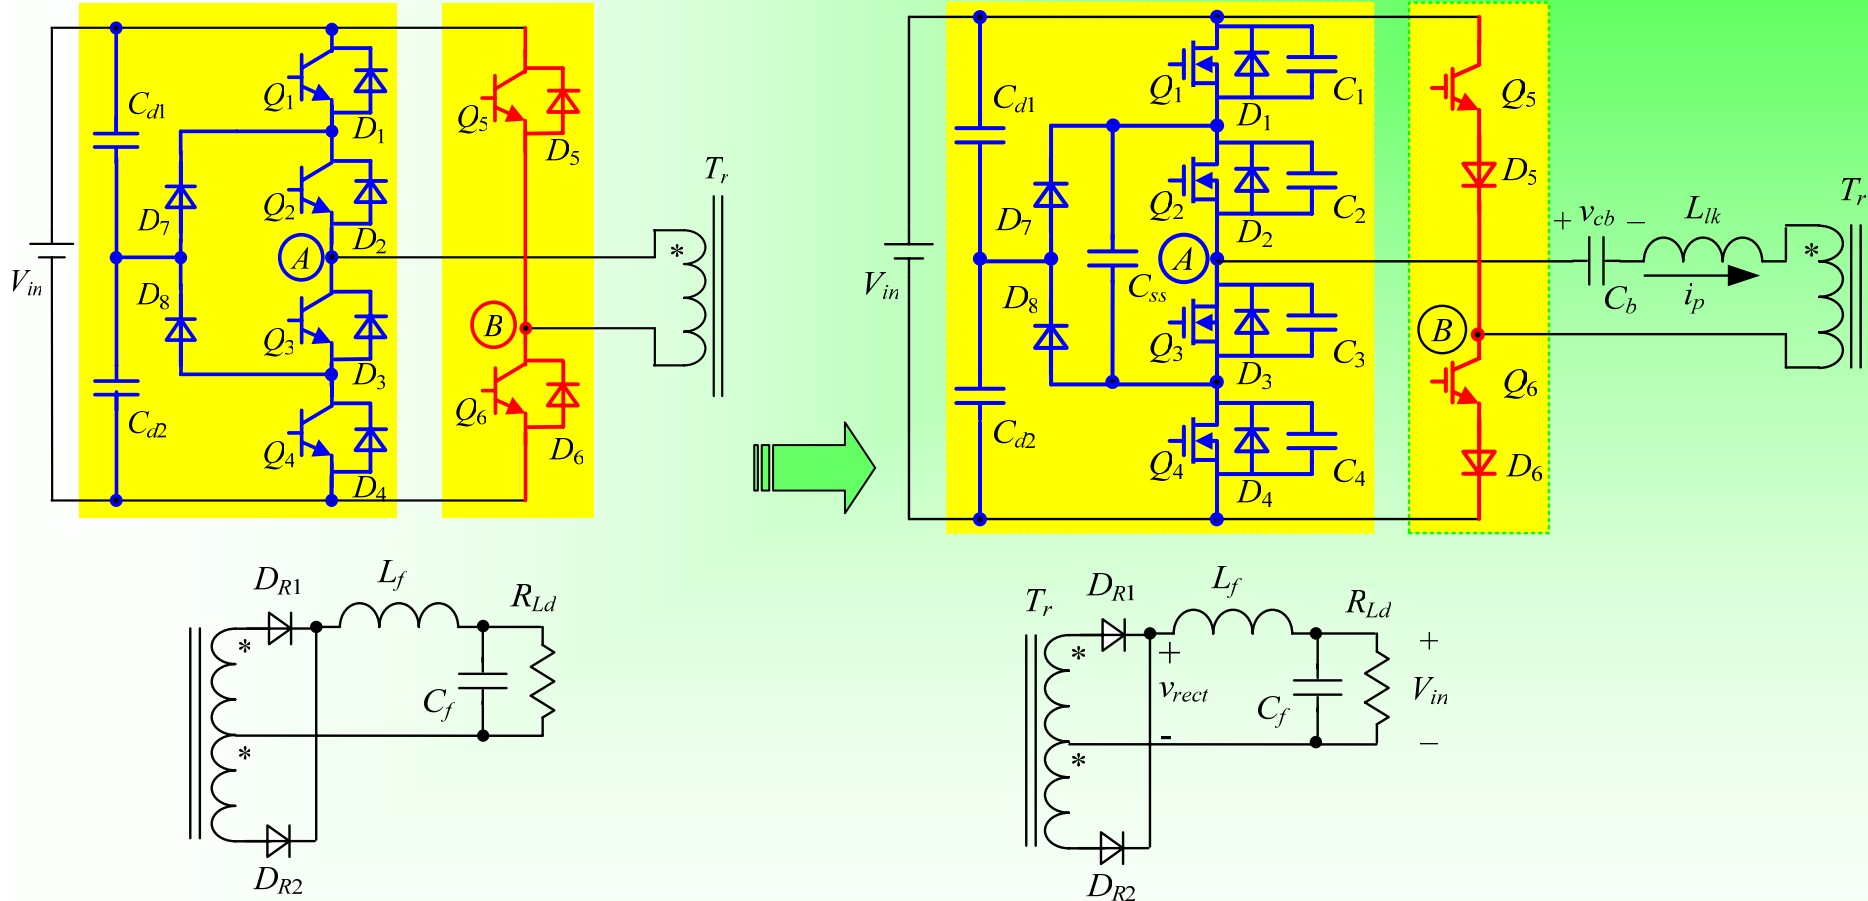 Q1
D1
Cd1
Q5
D5
Q2
D7
D2
A
Vin
D8
Q3
B
D3
Q6
Cd2
Q4
D4
D6
Tr
*
DR1
Lf
RLd
*
Cf
*
DR2
Q1
D1
C1
Cd1
Q5
D5
Q2
C2
D7
D2
A
Css
Vin
D8
+ vcb −
Llk
Tr
*
Cb
ip
B
Q3
D3
C3
Q6
Cd2
Q4
D4
C4
D6
Tr
DR1
Lf
RLd
*
+
vrect
-
Cf
+
Vin
−
*
DR2